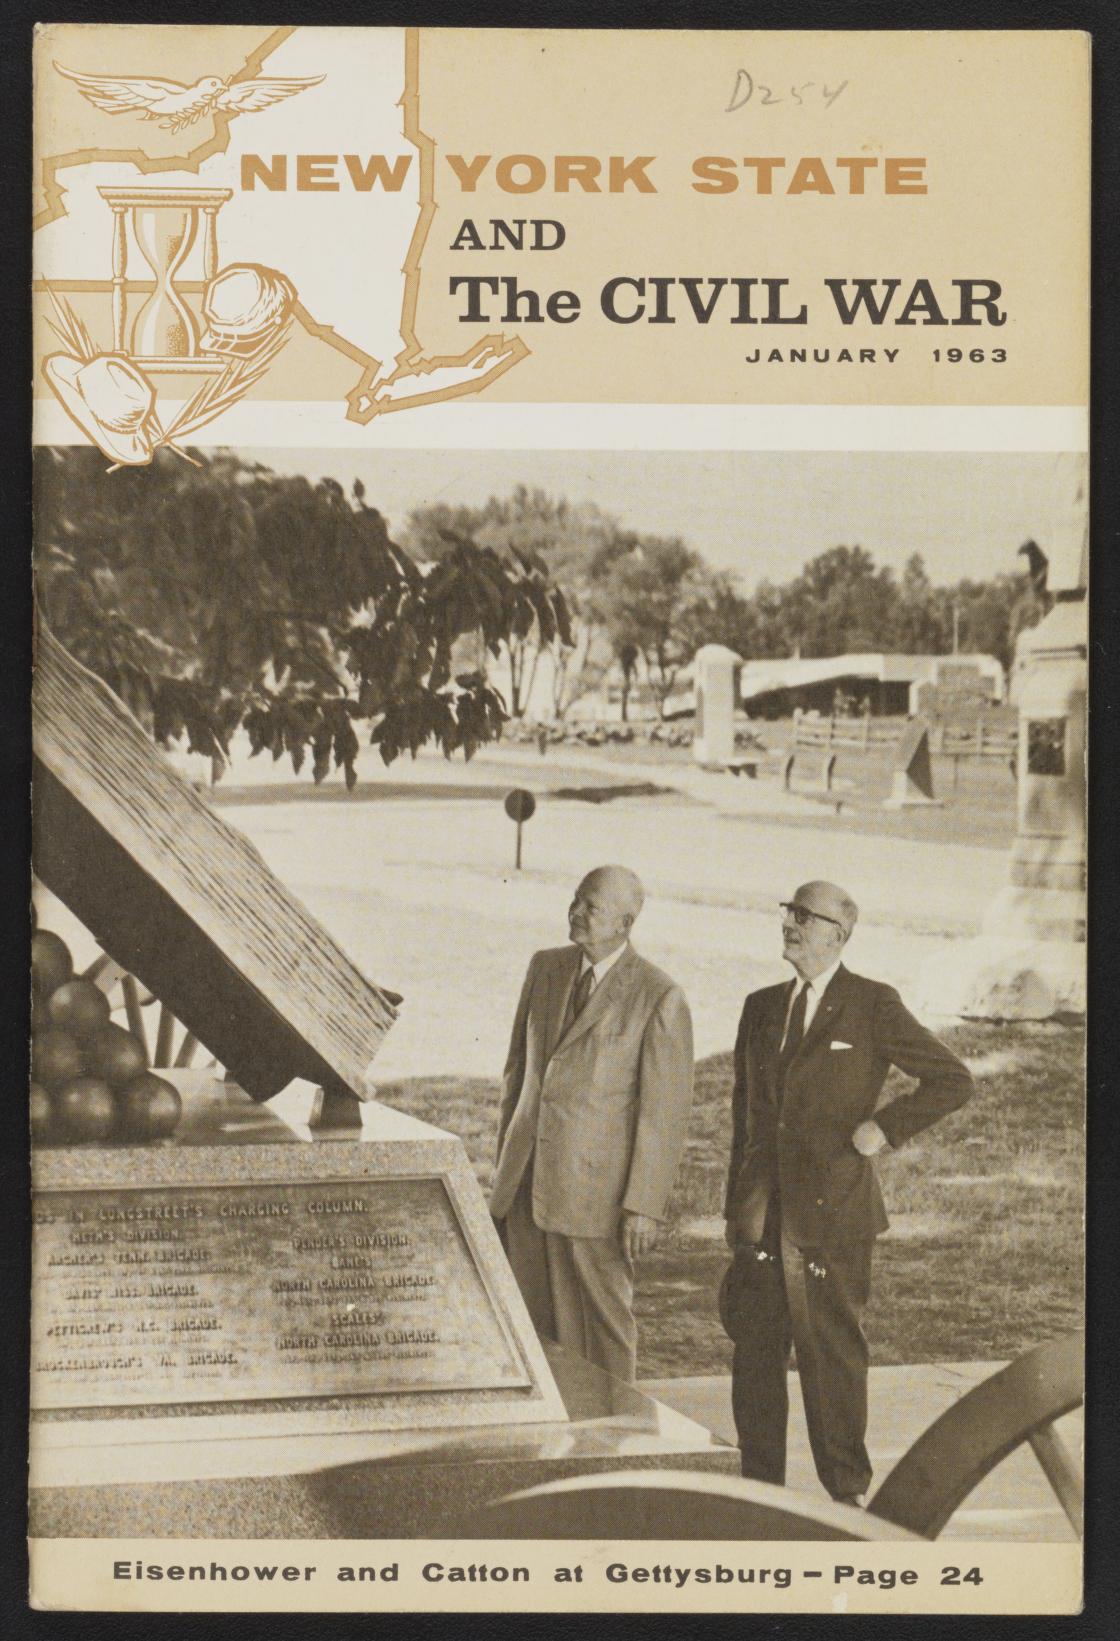 D254
NEW YORK STATE
AND
The CIVIL WAR
JANUARY 1963
IN LONGSTREET'S CHARGING COLUMN.
HETH'S DIVISION.
ARCHER'S TENN. BRIGADE.
DAVIS' MISS. BRIGADE.
PETTIGREW'S N.C. BRIGADE.
BROCKENBROUGH'S VA. BRIGADE.
PENDER'S DIVISION.
LANE'S
NORTH CAROLINA BRIGADE.
SCALES'
NORTH CAROLINA BRIGADE.
Eisenhower and Catton at Gettysburg – Page 24